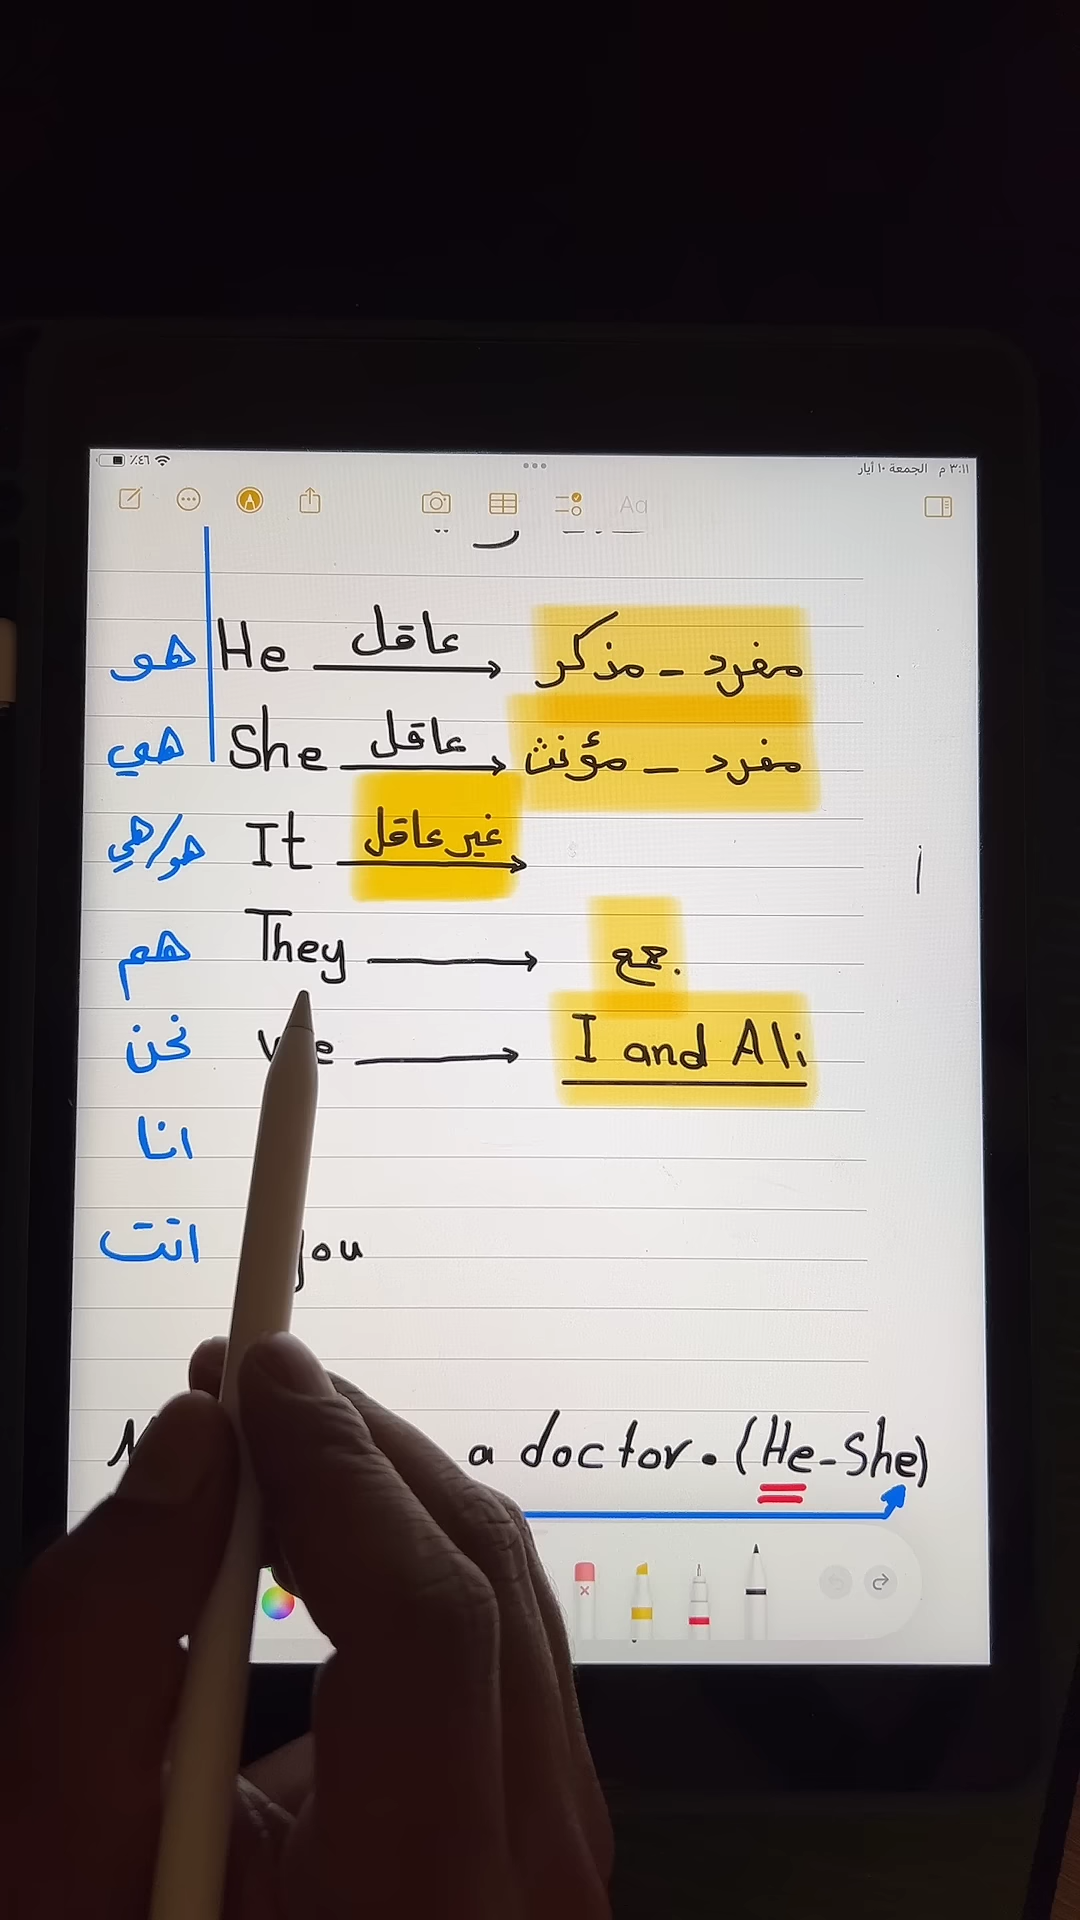 ٪٤٦
٣:١١ م الجمعة ١٠ أيار
Aa
هو He عاقل مفرد - مذكر
هي She عاقل مفرد - مؤنث
هو/هي It غير عاقل
هم They جمع.
نحن we I and Ali
انا
انت you
a doctor. (He-She)